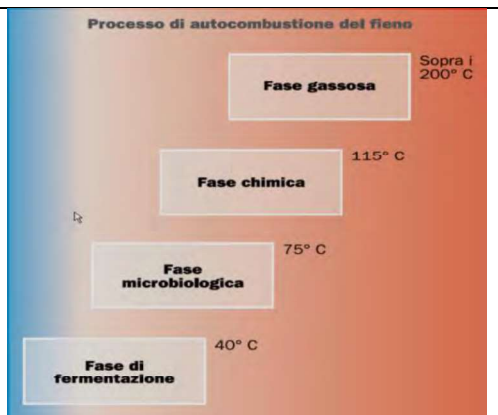 Processo di autocombustione del fieno
Sopra i
200° C
Fase gassosa
115° C
Fase chimica
75° C
Fase
microbiologica
40° C
Fase di
fermentazione